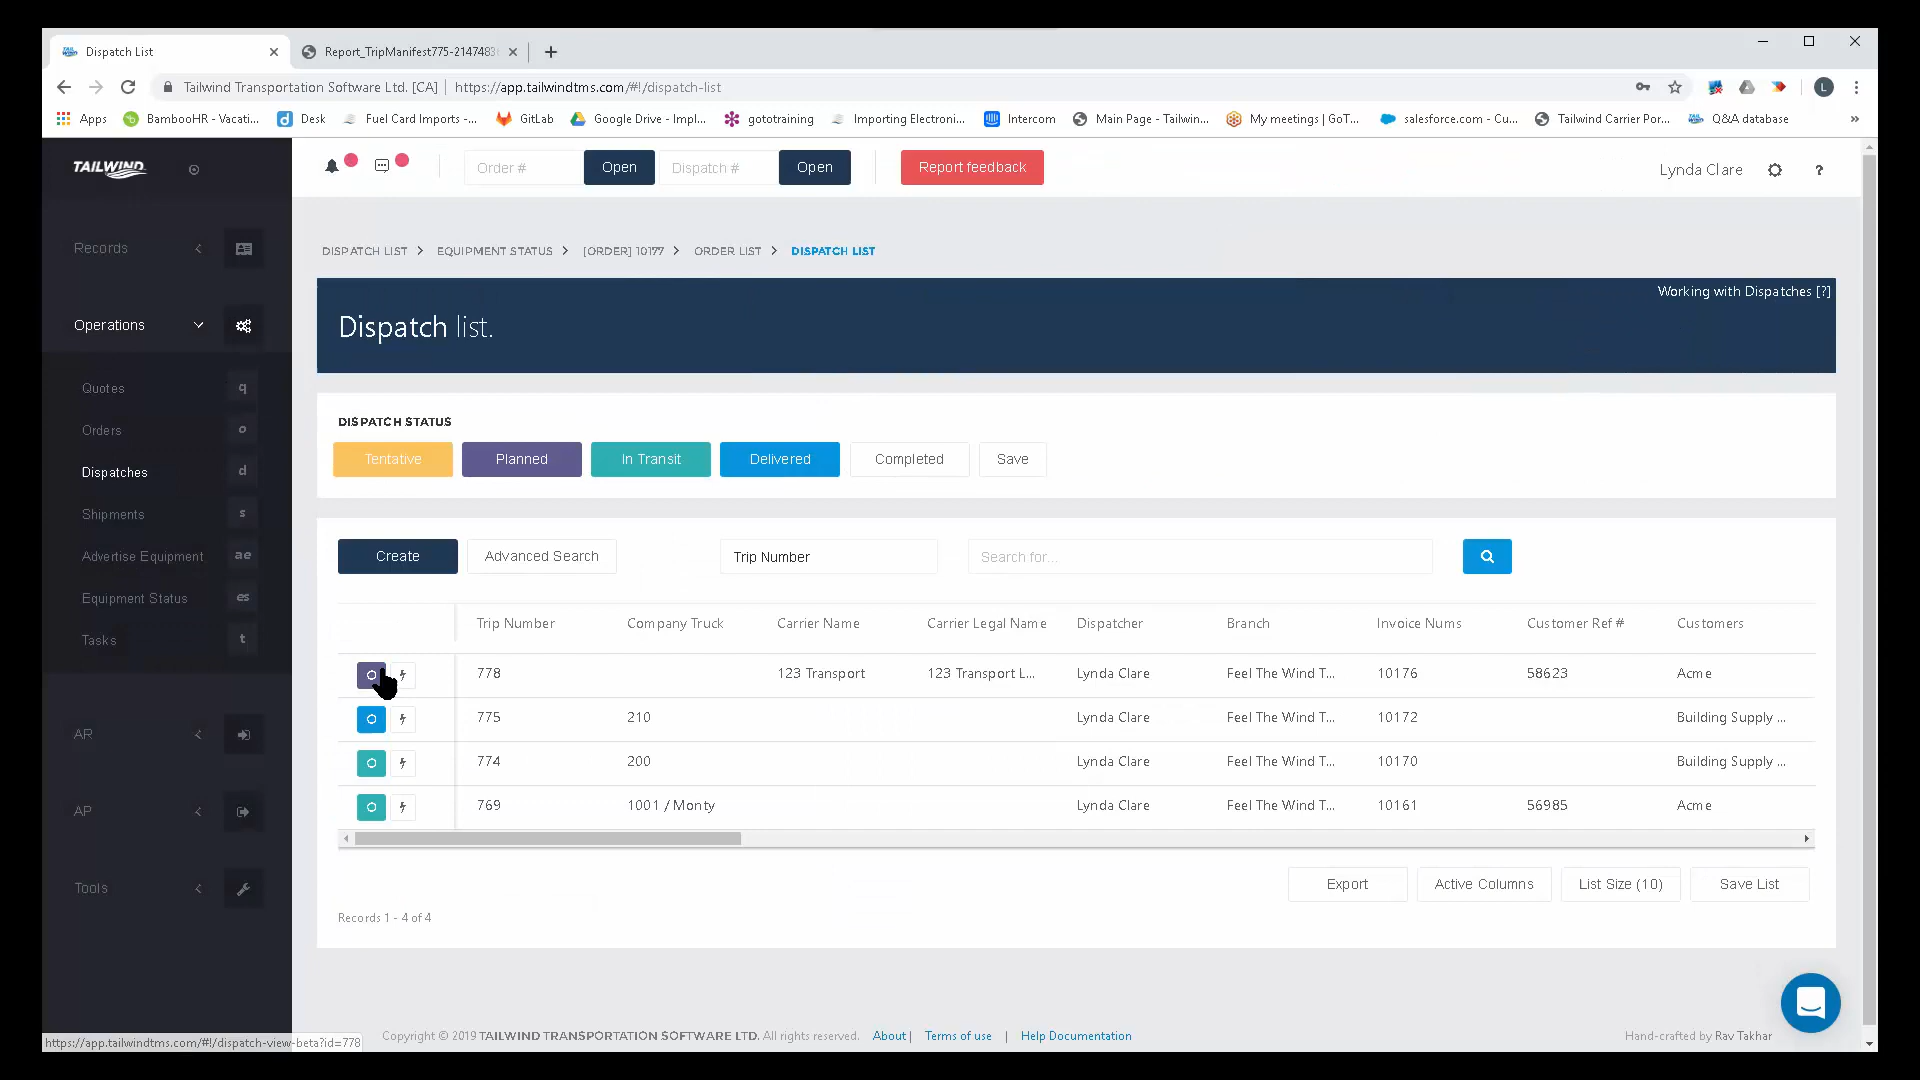 Dispatch List
Report_TripManifest775-2147483
Tailwind Transportation Software Ltd. [CA] | https://app.tailwindtms.com/#!/dispatch-list
L
Apps BambooHR - Vacati... Desk Fuel Card Imports -... GitLab Google Drive - Impl... gototraining Importing Electroni... Intercom Main Page - Tailwin... My meetings | GoT... salesforce.com - Cu... Tailwind Carrier Por... Q&A database »
TAILWIND
Order # Open Dispatch # Open Report feedback Lynda Clare ?
Records
Operations
Quotes q
Orders o
Dispatches d
Shipments s
Advertise Equipment ae
Equipment Status es
Tasks t
AR
AP
Tools
DISPATCH LIST > EQUIPMENT STATUS > [ORDER] 10177 > ORDER LIST > DISPATCH LIST
Working with Dispatches [?]
Dispatch list.
DISPATCH STATUS
Tentative Planned In Transit Delivered Completed Save
Create Advanced Search Trip Number Search for...
Trip Number Company Truck Carrier Name Carrier Legal Name Dispatcher Branch Invoice Nums Customer Ref # Customers
778 123 Transport 123 Transport L... Lynda Clare Feel The Wind T... 10176 58623 Acme
775 210 Lynda Clare Feel The Wind T... 10172 Building Supply ...
774 200 Lynda Clare Feel The Wind T... 10170 Building Supply ...
769 1001 / Monty Lynda Clare Feel The Wind T... 10161 56985 Acme
Export Active Columns List Size (10) Save List
Records 1 - 4 of 4
Copyright © 2019 TAILWIND TRANSPORTATION SOFTWARE LTD. All rights reserved. About | Terms of use | Help Documentation Hand-crafted by Rav Takhar
https://app.tailwindtms.com/#!/dispatch-view-beta?id=778